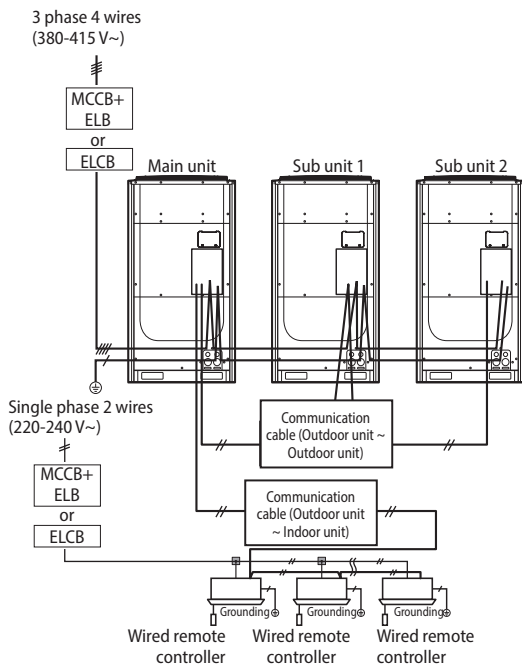 3 phase 4 wires
(380-415 V~)
MCCB+
ELB
or
ELCB
Main unit
Sub unit 1
Sub unit 2
Single phase 2 wires
(220-240 V~)
MCCB+
ELB
or
ELCB
Communication
cable (Outdoor unit ~
Outdoor unit)
Communication
cable (Outdoor unit
~ Indoor unit)
Grounding
Grounding
Grounding
Wired remote
controller
Wired remote
controller
Wired remote
controller